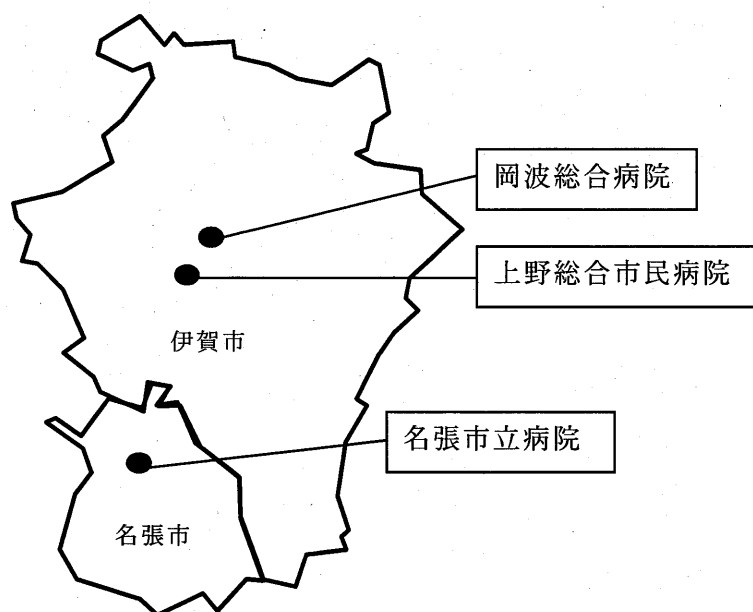 岡波総合病院
上野総合市民病院
伊賀市
名張市立病院
名張市